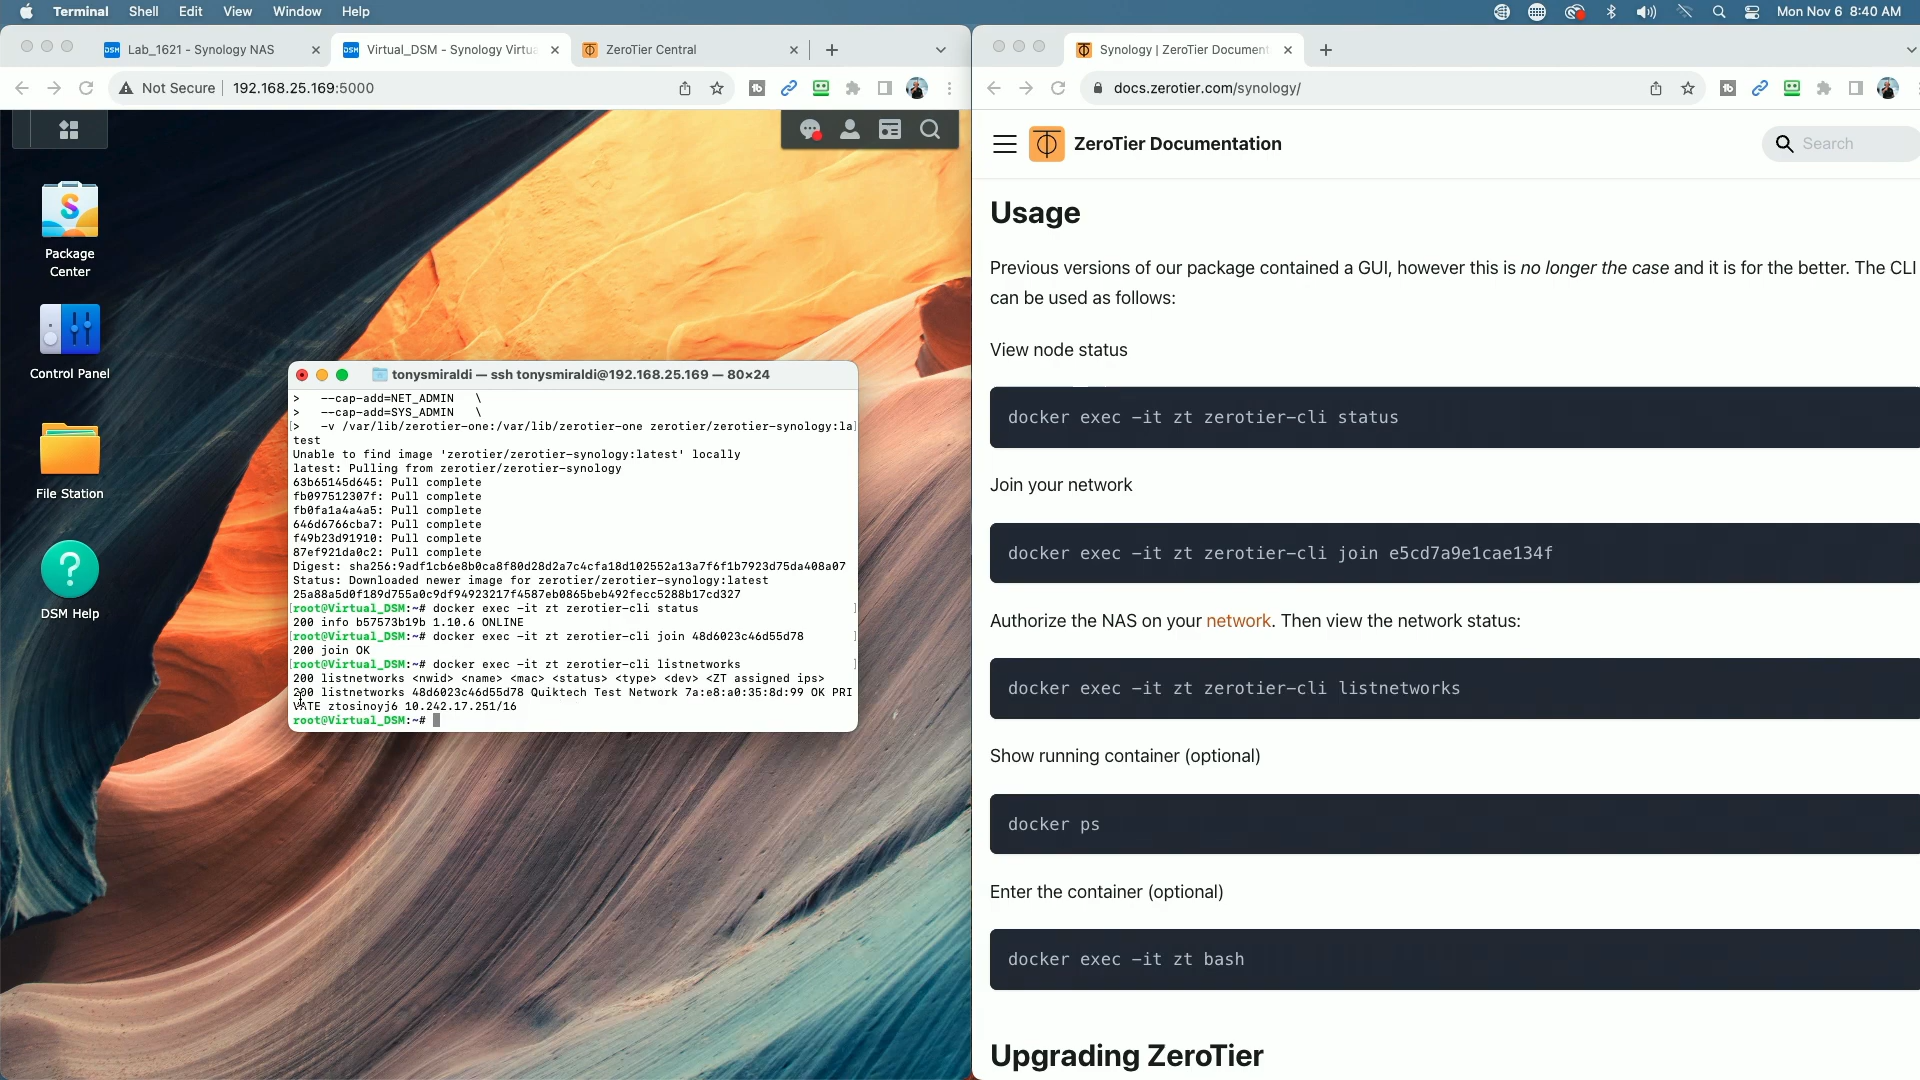 Terminal Shell Edit View Window Help Mon Nov 6 8:40 AM
DSM Lab_1621 - Synology NAS
DSM Virtual_DSM - Synology Virtua
ZeroTier Central
Not Secure 192.168.25.169:5000
Package
Center
Control Panel
File Station
DSM Help
tonysmiraldi — ssh tonysmiraldi@192.168.25.169 — 80×24
> --cap-add=NET_ADMIN \
> --cap-add=SYS_ADMIN \
[> -v /var/lib/zerotier-one:/var/lib/zerotier-one zerotier/zerotier-synology:la]
test
Unable to find image 'zerotier/zerotier-synology:latest' locally
latest: Pulling from zerotier/zerotier-synology
63b65145d645: Pull complete
fb097512307f: Pull complete
fb0fa1a4a4a5: Pull complete
646d6766cba7: Pull complete
f49b23d91910: Pull complete
87ef921da0c2: Pull complete
Digest: sha256:9adf1cb6e8b0ca8f80d28d2a7c4cfa18d102552a13a7f6f1b7923d75da408a07
Status: Downloaded newer image for zerotier/zerotier-synology:latest
25a88a5d0f189d755a0c9df94923217f4587eb0865beb492fecc5288b17cd327
[root@Virtual_DSM:~# docker exec -it zt zerotier-cli status ]
200 info b57573b19b 1.10.6 ONLINE
[root@Virtual_DSM:~# docker exec -it zt zerotier-cli join 48d6023c46d55d78 ]
200 join OK
[root@Virtual_DSM:~# docker exec -it zt zerotier-cli listnetworks ]
200 listnetworks <nwid> <name> <mac> <status> <type> <dev> <ZT assigned ips>
200 listnetworks 48d6023c46d55d78 Quiktech Test Network 7a:e8:a0:35:8d:99 OK PRI
VATE ztosinoyj6 10.242.17.251/16
root@Virtual_DSM:~#
Synology | ZeroTier Document
docs.zerotier.com/synology/
ZeroTier Documentation
Search
Usage
Previous versions of our package contained a GUI, however this is no longer the case and it is for the better. The CLI
can be used as follows:
View node status
docker exec -it zt zerotier-cli status
Join your network
docker exec -it zt zerotier-cli join e5cd7a9e1cae134f
Authorize the NAS on your network. Then view the network status:
docker exec -it zt zerotier-cli listnetworks
Show running container (optional)
docker ps
Enter the container (optional)
docker exec -it zt bash
Upgrading ZeroTier